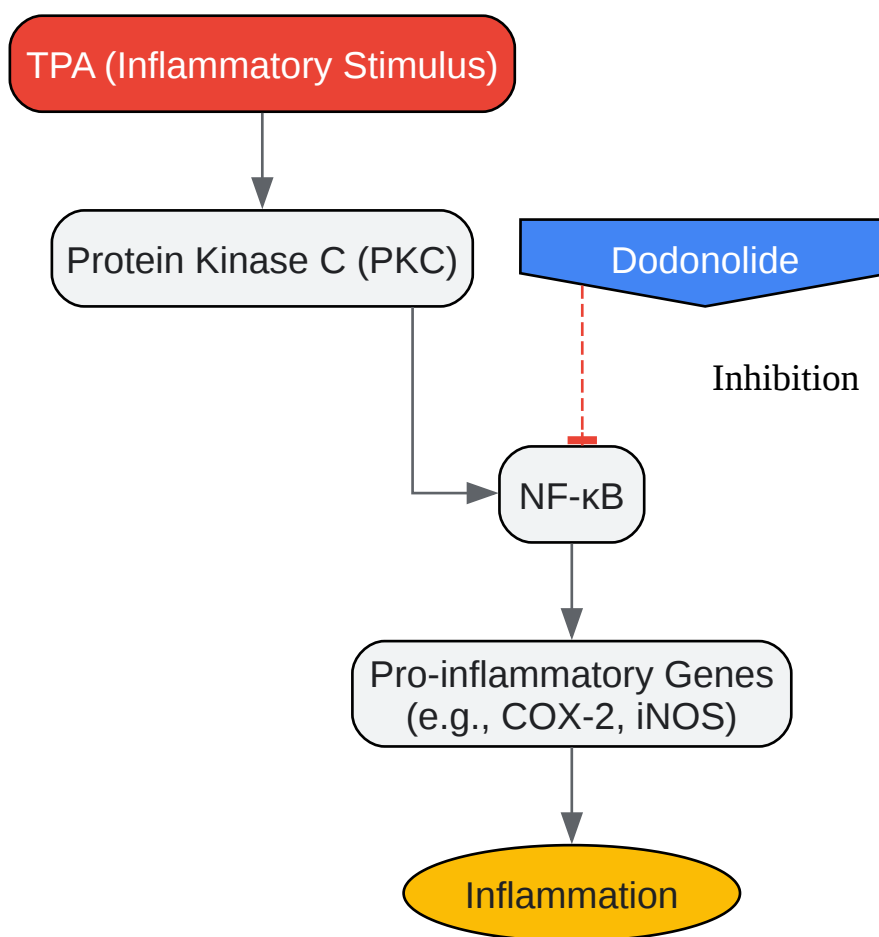 TPA (Inflammatory Stimulus)
Protein Kinase C (PKC)
Dodonolide
Inhibition
NF-κB
Pro-inflammatory Genes
(e.g., COX-2, iNOS)
Inflammation